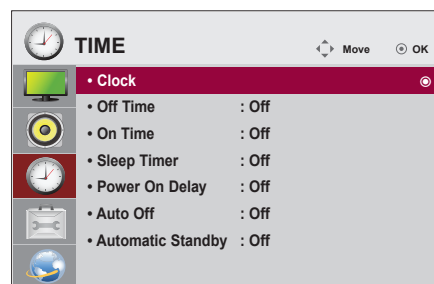 TIME Move OK
• Clock
• Off Time : Off
• On Time : Off
• Sleep Timer : Off
• Power On Delay : Off
• Auto Off : Off
• Automatic Standby : Off